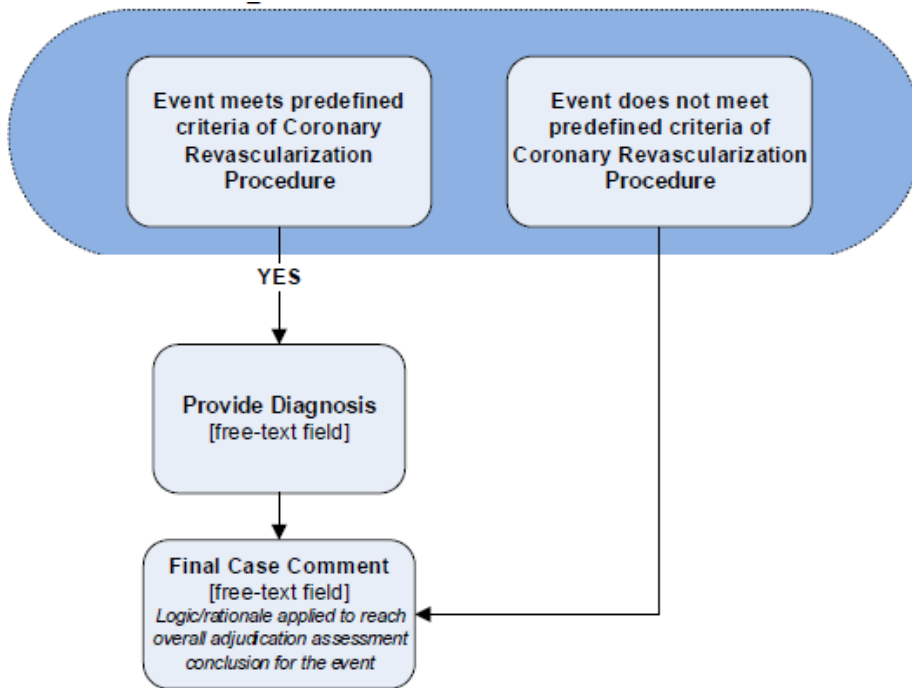 Event meets predefined
criteria of Coronary
Revascularization
Procedure
Event does not meet
predefined criteria of
Coronary Revascularization
Procedure
YES
Provide Diagnosis
[free-text field]
Final Case Comment
[free-text field]
Logic/rationale applied to reach
overall adjudication assessment
conclusion for the event